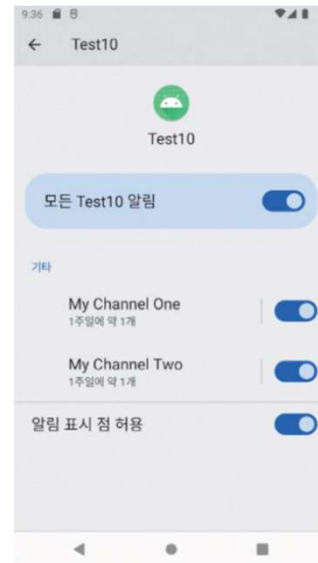 9:36
Test10
Test10
모든 Test10 알림
기타
My Channel One
1주일에 약 1개
My Channel Two
1주일에 약 1개
알림 표시 점 허용